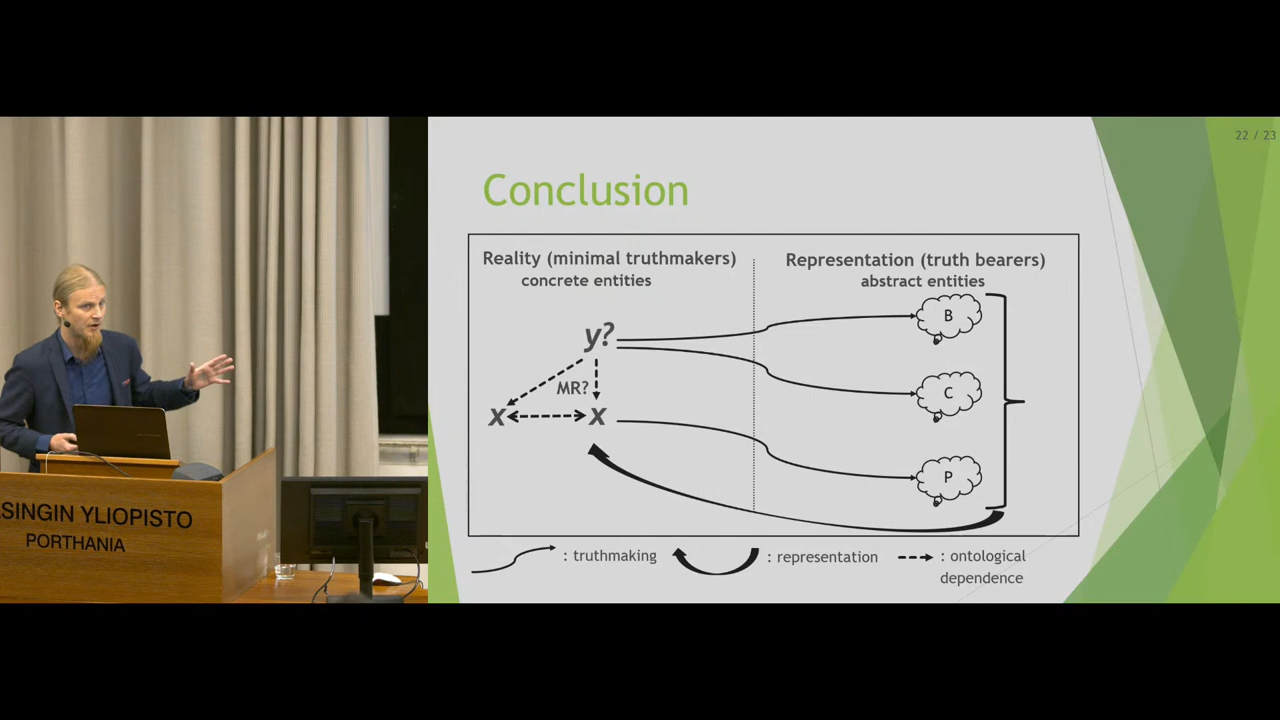 22 / 23
Conclusion
Reality (minimal truthmakers)
concrete entities
Representation (truth bearers)
abstract entities
y?
B
MR?
C
x
x
P
: truthmaking
: representation
: ontological
dependence
SINGIN YLIOPISTO
PORTHANIA